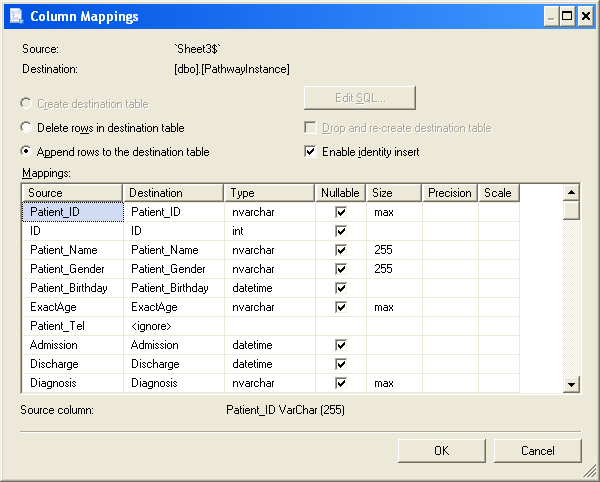 Column Mappings
Source: `Sheet3$`
Destination: [dbo].[PathwayInstance]
Create destination table Edit SQL...
Delete rows in destination table Drop and re-create destination table
Append rows to the destination table Enable identity insert
Mappings:
Source Destination Type Nullable Size Precision Scale
Patient_ID Patient_ID nvarchar max
ID ID int
Patient_Name Patient_Name nvarchar 255
Patient_Gender Patient_Gender nvarchar 255
Patient_Birthday Patient_Birthday datetime
ExactAge ExactAge nvarchar max
Patient_Tel <ignore>
Admission Admission datetime
Discharge Discharge datetime
Diagnosis Diagnosis nvarchar max
Source column: Patient_ID VarChar (255)
OK Cancel